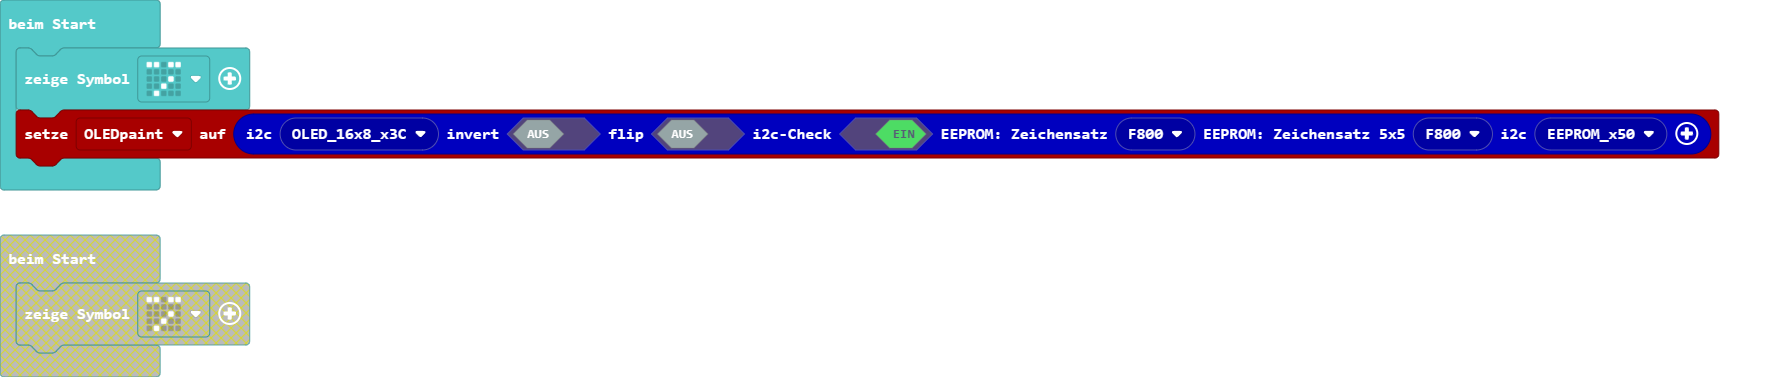 beim Start
zeige Symbol
setze OLEDpaint auf i2c OLED_16x8_x3C invert AUS flip AUS i2c-Check EIN EEPROM: Zeichensatz F800 EEPROM: Zeichensatz 5x5 F800 i2c EEPROM_x50
beim Start
zeige Symbol